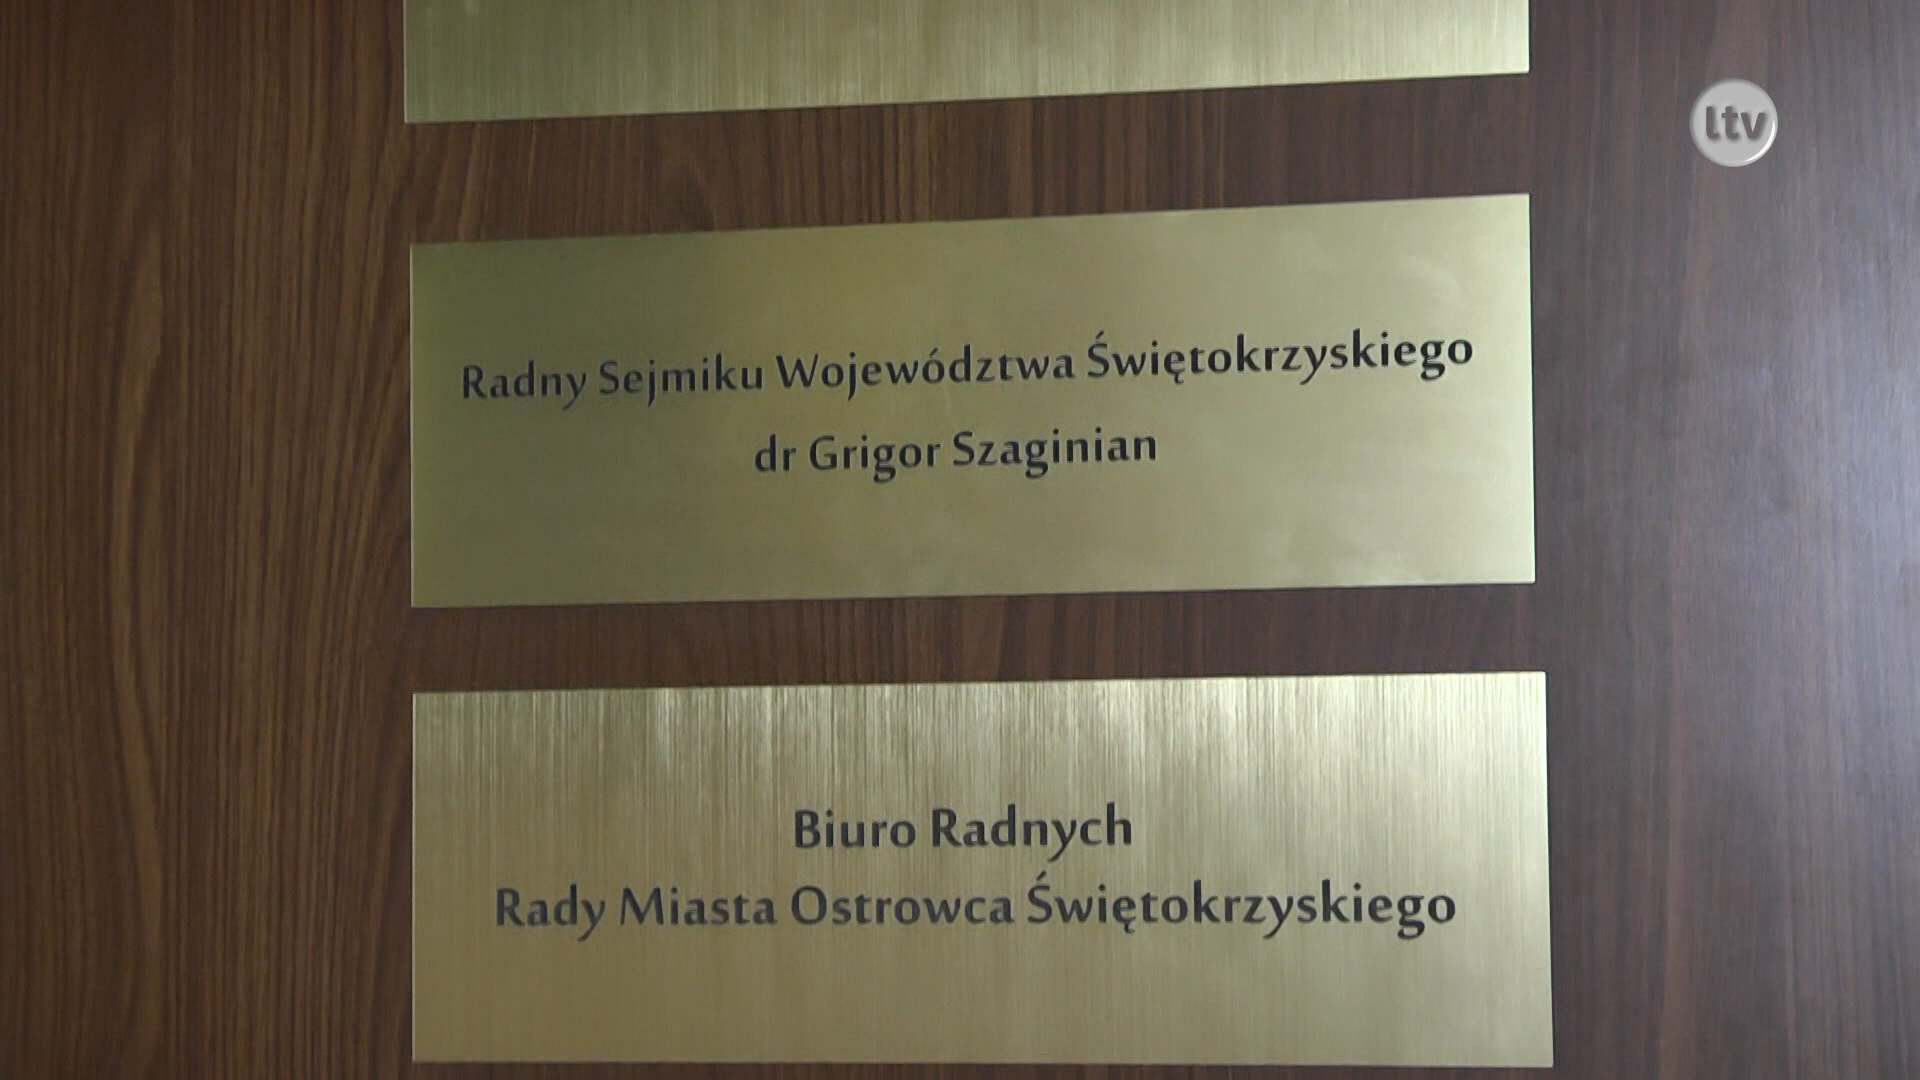 ltv
Radny Sejmiku Województwa Świętokrzyskiego
dr Grigor Szaginian
Biuro Radnych
Rady Miasta Ostrowca Świętokrzyskiego